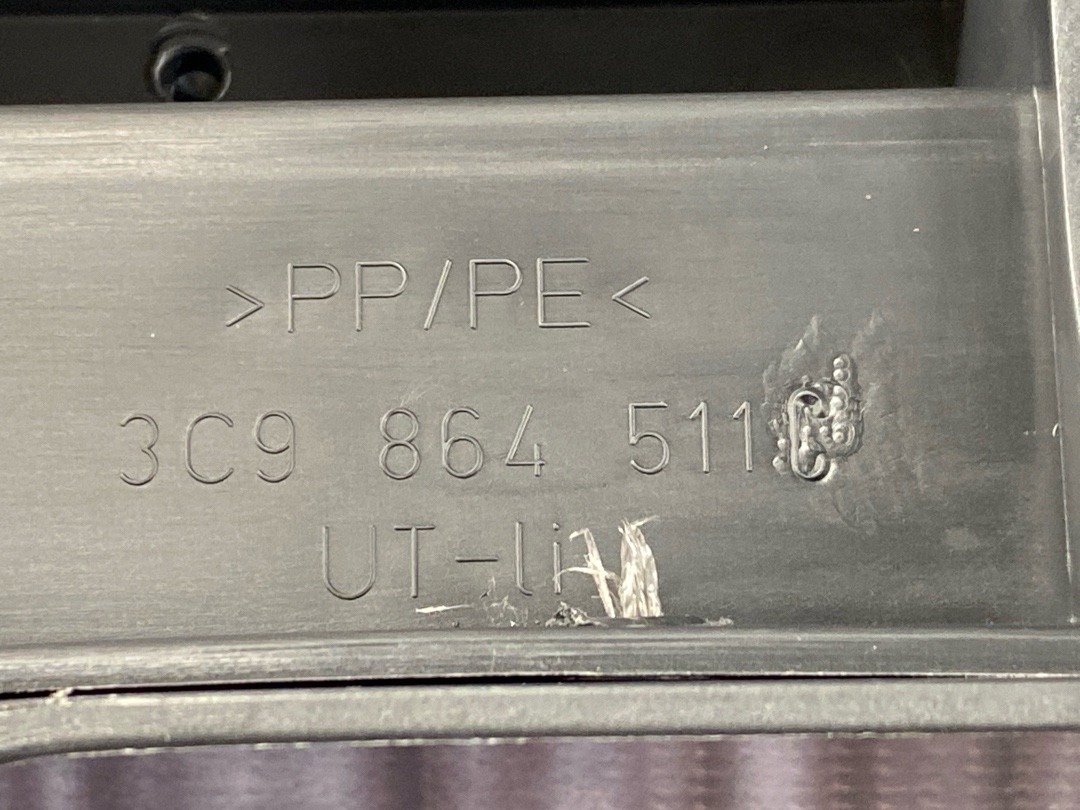 >PP/PE<
3C9 864 511C
UT-li